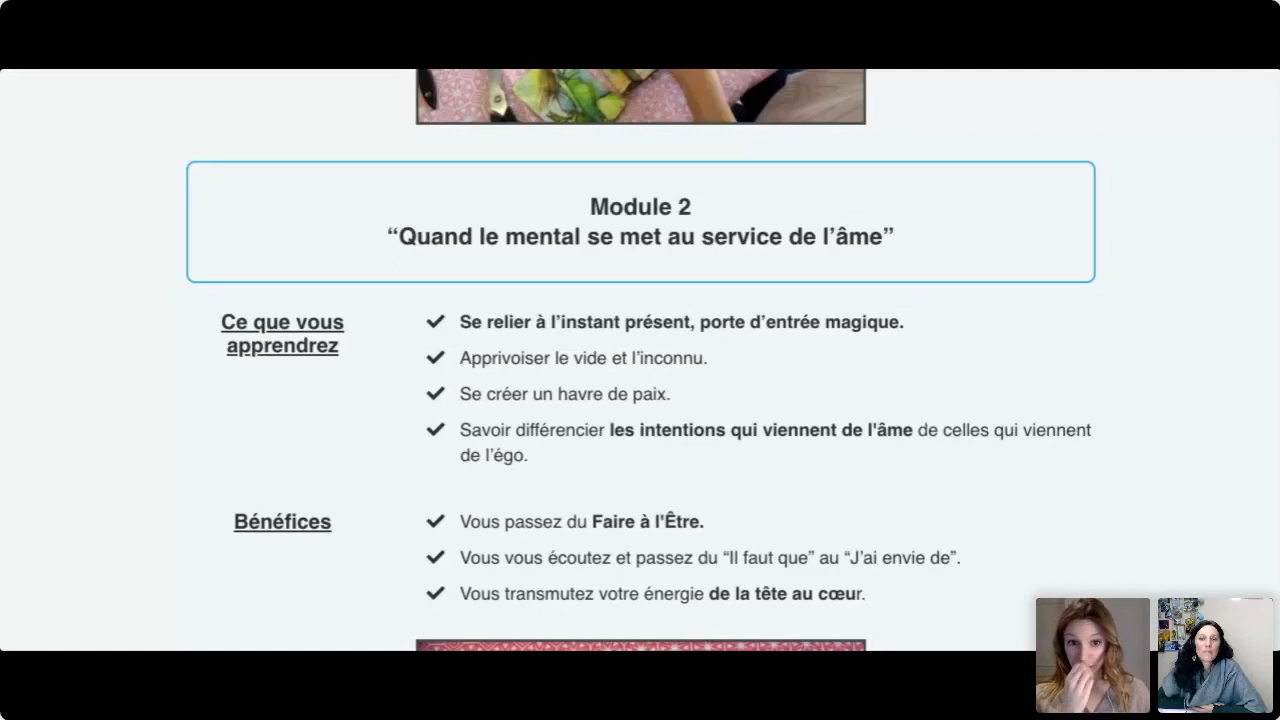 Module 2
“Quand le mental se met au service de l’âme”
Ce que vous
apprendrez
Se relier à l’instant présent, porte d’entrée magique.
Apprivoiser le vide et l’inconnu.
Se créer un havre de paix.
Savoir différencier les intentions qui viennent de l'âme de celles qui viennent
de l’égo.
Bénéfices
Vous passez du Faire à l'Être.
Vous vous écoutez et passez du “Il faut que” au “J’ai envie de”.
Vous transmutez votre énergie de la tête au cœur.